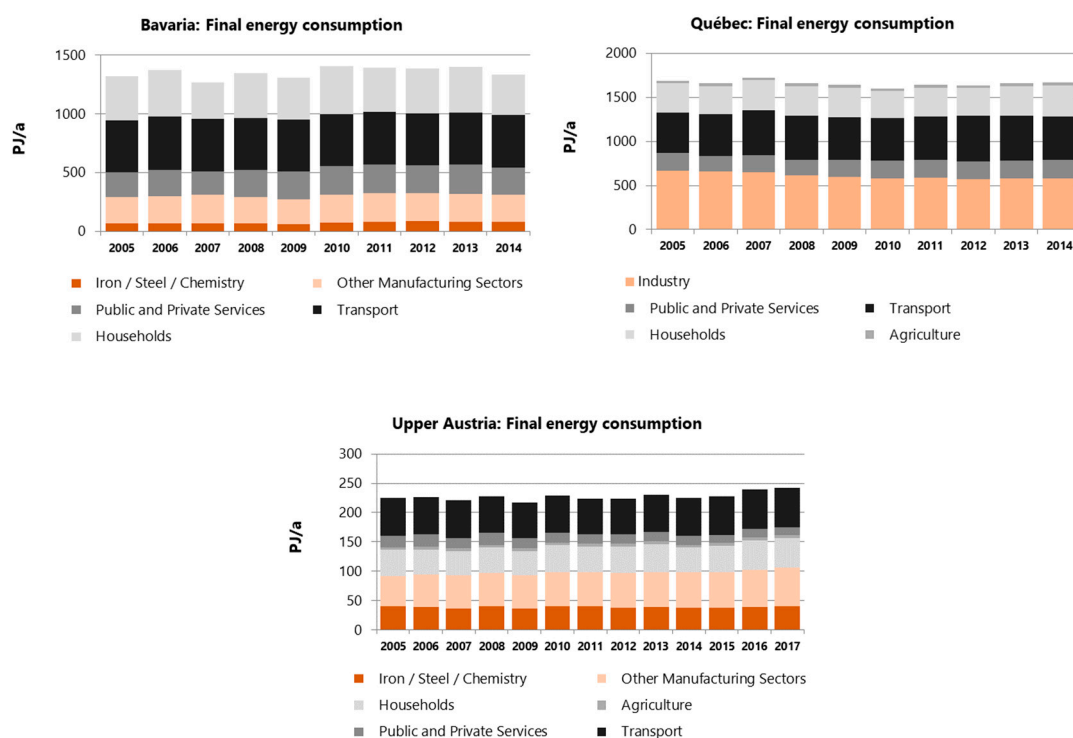 Bavaria: Final energy consumption
1500
1000
500
0
PJ/a
2005 2006 2007 2008 2009 2010 2011 2012 2013 2014
Iron / Steel / Chemistry Other Manufacturing Sectors
Public and Private Services Transport
Households
Québec: Final energy consumption
2000
1500
1000
500
0
PJ/a
2005 2006 2007 2008 2009 2010 2011 2012 2013 2014
Industry
Public and Private Services Transport
Households Agriculture
Upper Austria: Final energy consumption
300
250
200
150
100
50
0
PJ/a
2005 2006 2007 2008 2009 2010 2011 2012 2013 2014 2015 2016 2017
Iron / Steel / Chemistry Other Manufacturing Sectors
Households Agriculture
Public and Private Services Transport